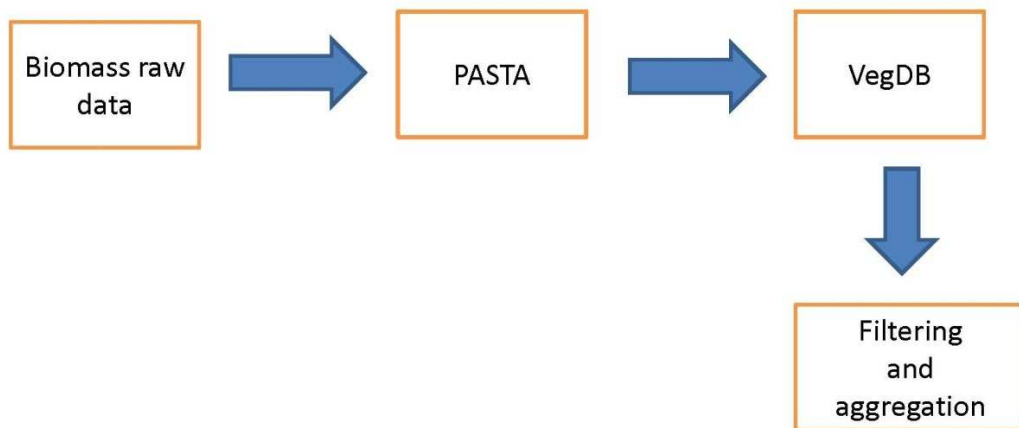 Biomass raw
data
PASTA
VegDB
Filtering
and
aggregation